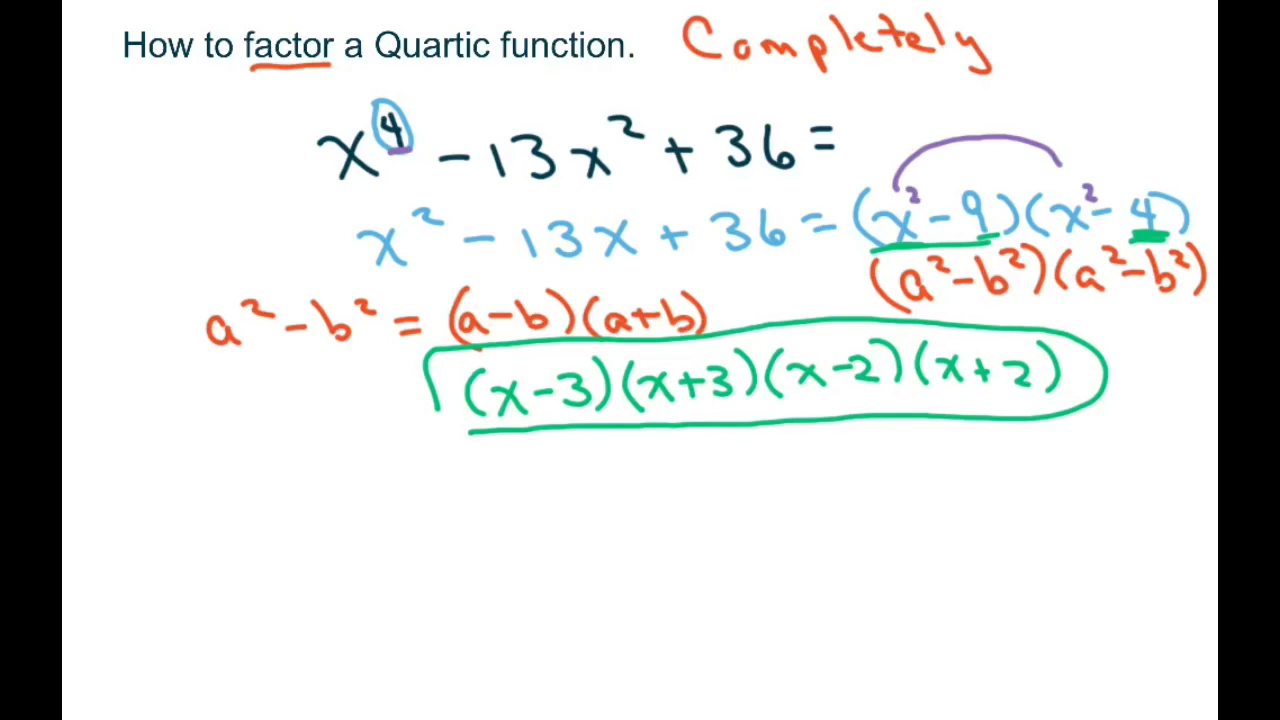 How to factor a Quartic function. Completely
x⁴ - 13x² + 36 =
x² - 13x + 36 = (x² - 9)(x² - 4)
(a² - b²)(a² - b²)
a² - b² = (a - b)(a + b)
(x - 3)(x + 3)(x - 2)(x + 2)